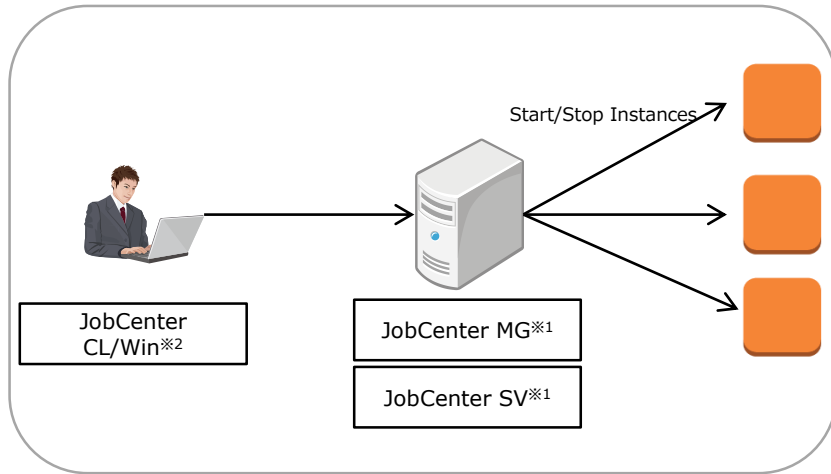 Start/Stop Instances
JobCenter
CL/Win※2
JobCenter MG※1
JobCenter SV※1